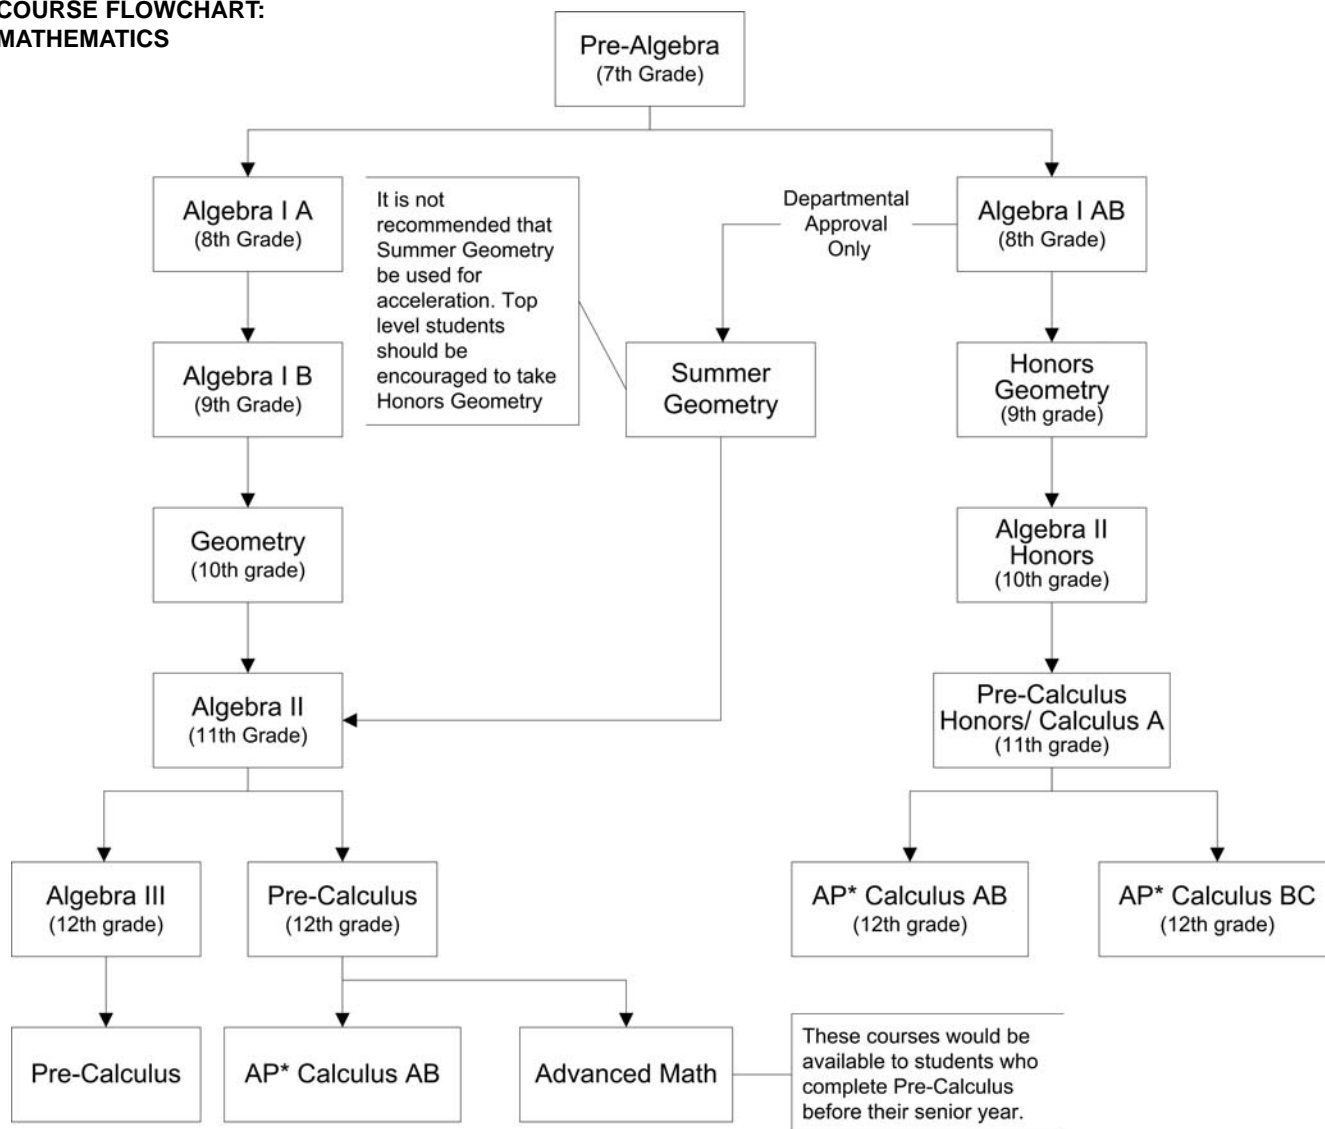 COURSE FLOWCHART:
MATHEMATICS
Pre-Algebra
(7th Grade)
Algebra I A
(8th Grade)
It is not
recommended that
Summer Geometry
be used for
acceleration. Top
level students
should be
encouraged to take
Honors Geometry
Departmental
Approval
Only
Algebra I AB
(8th Grade)
Algebra I B
(9th Grade)
Summer
Geometry
Honors
Geometry
(9th grade)
Geometry
(10th grade)
Algebra II
Honors
(10th grade)
Algebra II
(11th Grade)
Pre-Calculus
Honors/ Calculus A
(11th grade)
Algebra III
(12th grade)
Pre-Calculus
(12th grade)
AP* Calculus AB
(12th grade)
AP* Calculus BC
(12th grade)
Pre-Calculus
AP* Calculus AB
Advanced Math
These courses would be
available to students who
complete Pre-Calculus
before their senior year.